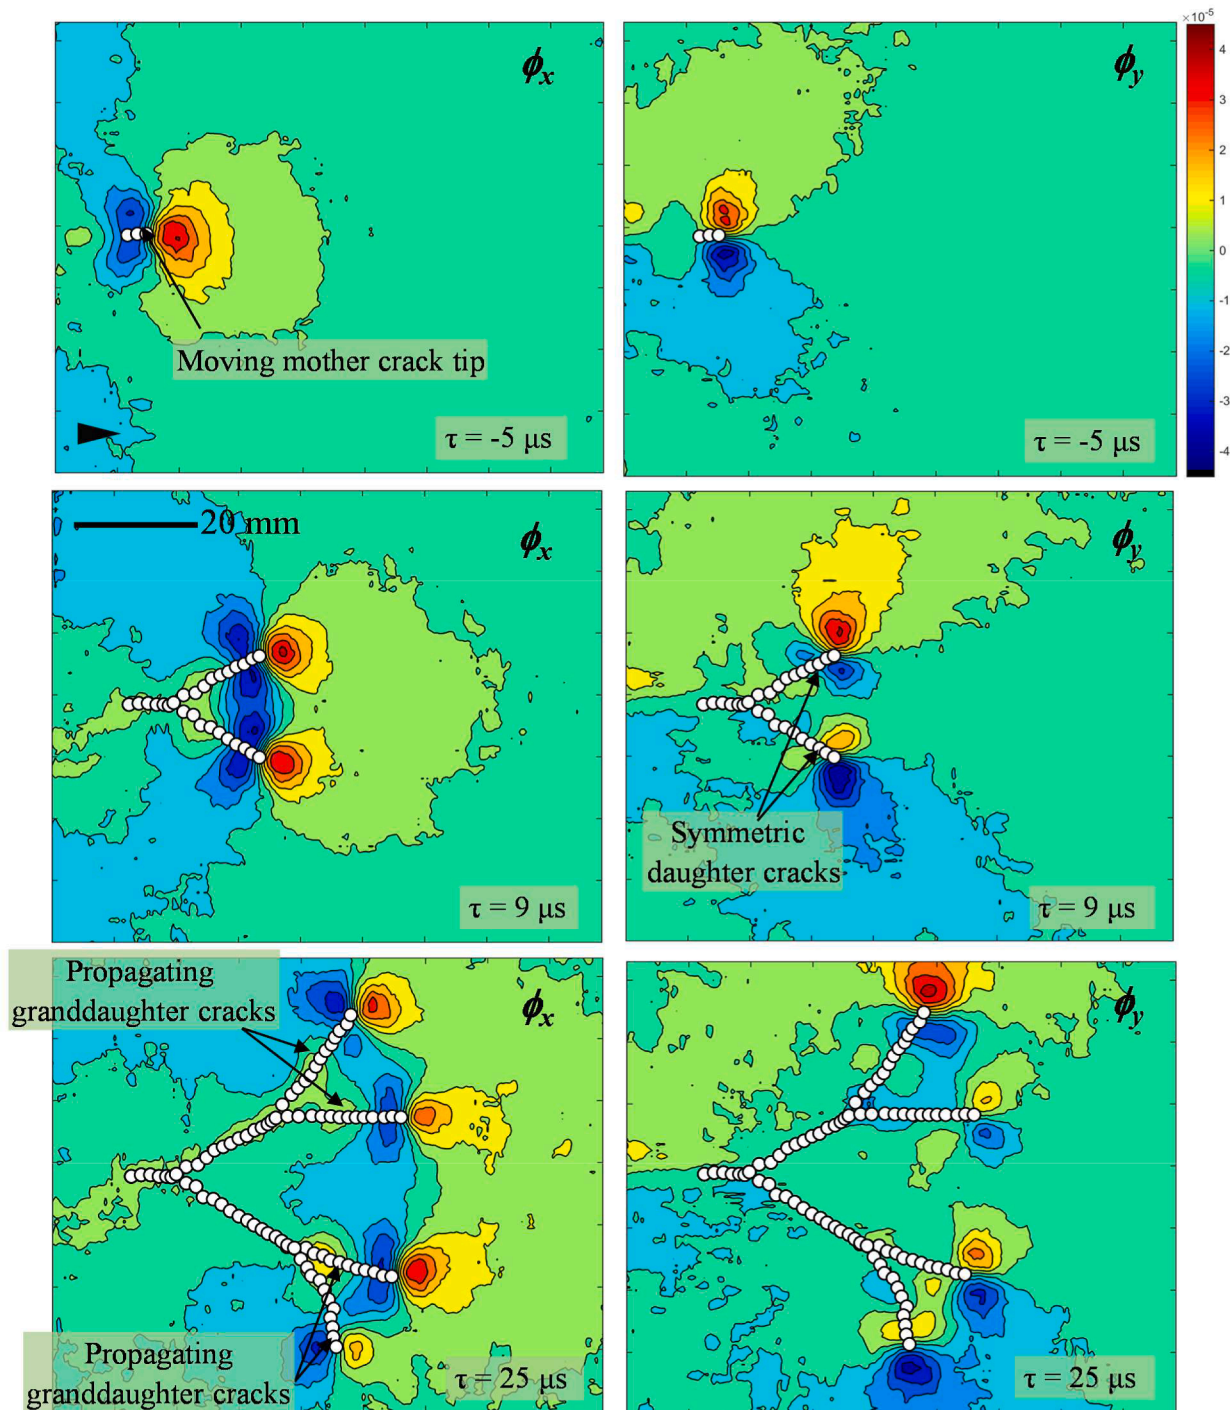 ϕx
ϕy
×10⁻⁵
4
3
2
1
0
-1
-2
-3
-4
Moving mother crack tip
τ = -5 μs
τ = -5 μs
20 mm
ϕx
ϕy
Symmetric
daughter cracks
τ = 9 μs
τ = 9 μs
Propagating
granddaughter cracks
ϕx
ϕy
Propagating
granddaughter cracks
τ = 25 μs
τ = 25 μs